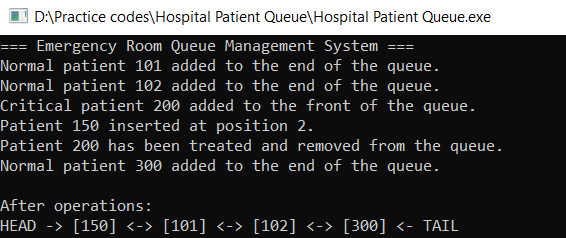 D:\Practice codes\Hospital Patient Queue\Hospital Patient Queue.exe
=== Emergency Room Queue Management System ===
Normal patient 101 added to the end of the queue.
Normal patient 102 added to the end of the queue.
Critical patient 200 added to the front of the queue.
Patient 150 inserted at position 2.
Patient 200 has been treated and removed from the queue.
Normal patient 300 added to the end of the queue.

After operations:
HEAD -> [150] <-> [101] <-> [102] <-> [300] <- TAIL